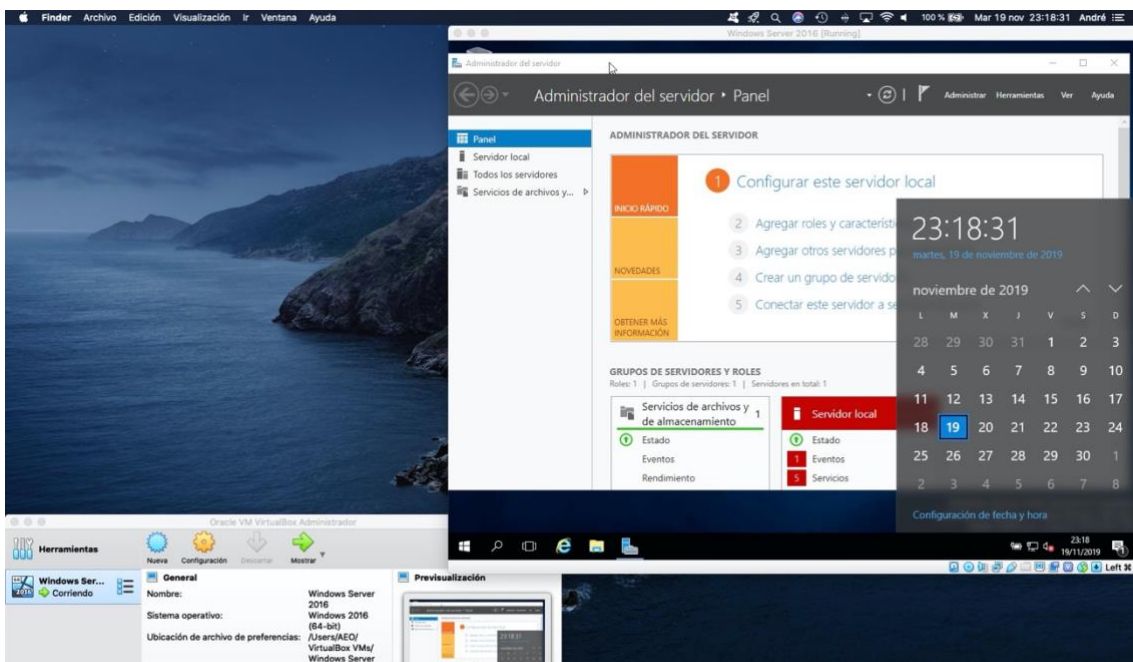 Finder Archivo Edición Visualización Ir Ventana Ayuda
100 % Mar 19 nov 23:18:31 André
Windows Server 2016 [Running]
Administrador del servidor
Administrador del servidor • Panel
Administrar Herramientas Ver Ayuda
Panel
Servidor local
Todos los servidores
Servicios de archivos y...
ADMINISTRADOR DEL SERVIDOR
INICIO RÁPIDO
NOVEDADES
OBTENER MÁS
INFORMACIÓN
1 Configurar este servidor local
2 Agregar roles y característi
3 Agregar otros servidores p
4 Crear un grupo de servido
5 Conectar este servidor a se
GRUPOS DE SERVIDORES Y ROLES
Roles: 1 | Grupos de servidores: 1 | Servidores en total: 1
Servicios de archivos y
de almacenamiento
1
Estado
Eventos
Rendimiento
Servidor local
Estado
1 Eventos
5 Servicios
23:18:31
martes, 19 de noviembre de 2019
noviembre de 2019
L M X J V S D
28 29 30 31 1 2 3
4 5 6 7 8 9 10
11 12 13 14 15 16 17
18 19 20 21 22 23 24
25 26 27 28 29 30 1
2 3 4 5 6 7 8
Configuración de fecha y hora
23:18
19/11/2019
1
Left ⌘
Oracle VM VirtualBox Administrador
Herramientas
Nueva Configuración Descartar Mostrar
Windows Ser...
2016 Corriendo
General
Nombre: Windows Server
2016
Sistema operativo: Windows 2016
(64-bit)
Ubicación de archivo de preferencias: /Users/AEO/
VirtualBox VMs/
Windows Server
Previsualización
23:18:31